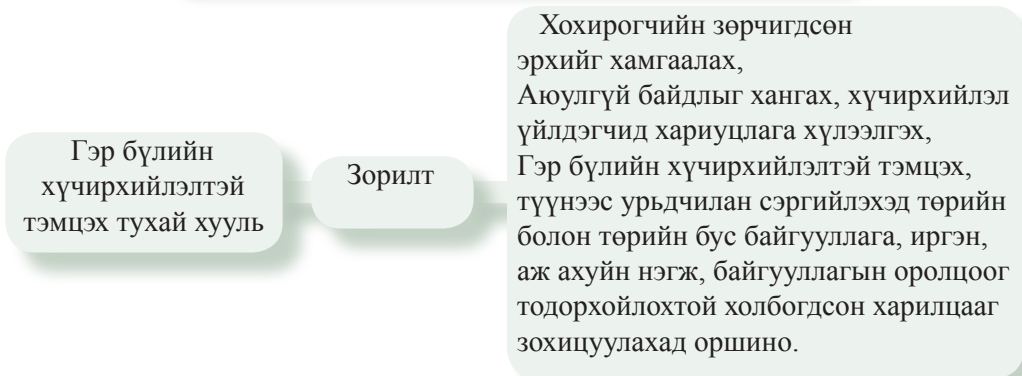 Гэр бүлийн
хүчирхийлэлтэй
тэмцэх тухай хууль
Зорилт
Хохирогчийн зөрчигдсөн
эрхийг хамгаалах,
Аюулгүй байдлыг хангах, хүчирхийлэл
үйлдэгчид хариуцлага хүлээлгэх,
Гэр бүлийн хүчирхийлэлтэй тэмцэх,
түүнээс урьдчилан сэргийлэхэд төрийн
болон төрийн бус байгууллага, иргэн,
аж ахуйн нэгж, байгууллагын оролцоог
тодорхойлохтой холбогдсон харилцааг
зохицуулахад оршино.